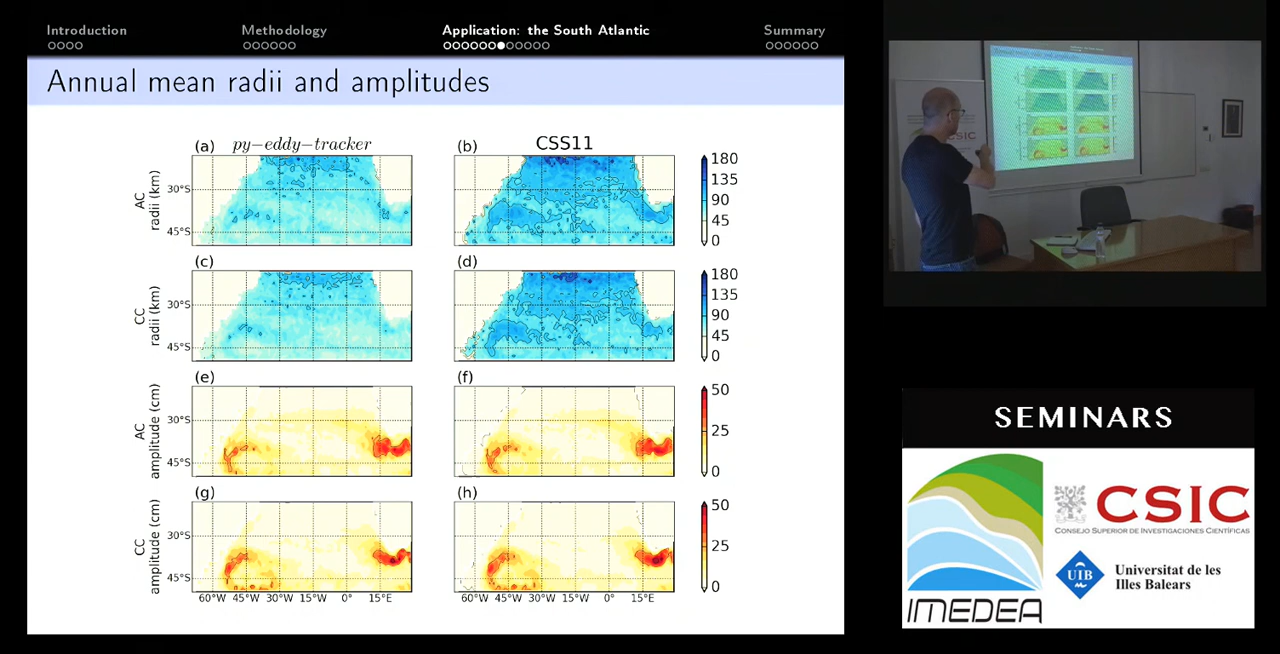 Introduction
Methodology
Application: the South Atlantic
Summary
Annual mean radii and amplitudes
(a) py−eddy−tracker
(b) CSS11
AC
radii (km)
30°S
45°S
180
135
90
45
0
(c)
(d)
CC
radii (km)
30°S
45°S
180
135
90
45
0
(e)
(f)
AC
amplitude (cm)
30°S
45°S
50
25
0
(g)
(h)
CC
amplitude (cm)
30°S
45°S
50
25
0
60°W 45°W 30°W 15°W 0° 15°E
60°W 45°W 30°W 15°W 0° 15°E
SEMINARS
IMEDEA
CSIC
CONSEJO SUPERIOR DE INVESTIGACIONES CIENTÍFICAS
UIB
Universitat de les
Illes Balears